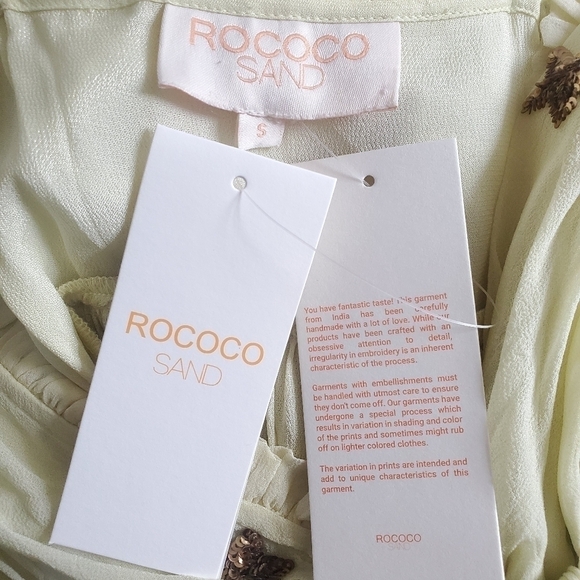 ROCOCO
SAND
S
ROCOCO
SAND
You have fantastic taste! This garment
from India has been carefully
handmade with a lot of love. While our
products have been crafted with an
obsessive attention to detail,
irregularity in embroidery is an inherent
characteristic of the process.
Garments with embellishments must
be handled with utmost care to ensure
they don't come off. Our garments have
undergone a special process which
results in variation in shading and color
of the prints and sometimes might rub
off on lighter colored clothes.
The variation in prints are intended and
add to unique characteristics of this
garment.
ROCOCO
SAND